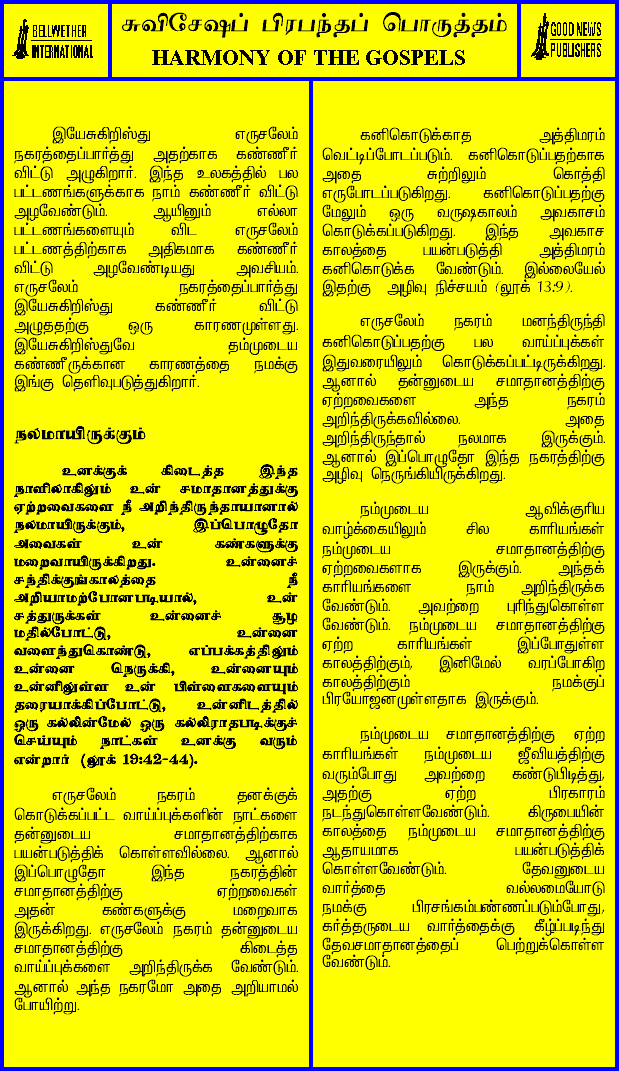 BELLWETHER
INTERNATIONAL
சுவிசேஷப் பிரபந்தப் பொருத்தம்
HARMONY OF THE GOSPELS
GOOD NEWS
PUBLISHERS
இயேசுகிறிஸ்து எருசலேம்
நகரத்தைப்பார்த்து அதற்காக கண்ணீர்
விட்டு அழுகிறார். இந்த உலகத்தில் பல
பட்டணங்களுக்காக நாம் கண்ணீர் விட்டு
அழவேண்டும். ஆயினும் எல்லா
பட்டணங்களையும் விட எருசலேம்
பட்டணத்திற்காக அதிகமாக கண்ணீர்
விட்டு அழவேண்டியது அவசியம்.
எருசலேம் நகரத்தைப்பார்த்து
இயேசுகிறிஸ்து கண்ணீர் விட்டு
அழுததற்கு ஒரு காரணமுள்ளது.
இயேசுகிறிஸ்துவே தம்முடைய
கண்ணீருக்கான காரணத்தை நமக்கு
இங்கு தெளிவுபடுத்துகிறார்.
நலமாயிருக்கும்
உனக்குக் கிடைத்த இந்த
நாளிலாகிலும் உன் சமாதானத்துக்கு
ஏற்றவைகளை நீ அறிந்திருந்தாயானால்
நலமாயிருக்கும், இப்பொழுதோ
அவைகள் உன் கண்களுக்கு
மறைவாயிருக்கிறது. உன்னைச்
சந்திக்குங்காலத்தை நீ
அறியாமற்போனபடியால், உன்
சத்துருக்கள் உன்னைச் சூழ
மதில்போட்டு, உன்னை
வளைந்துகொண்டு, எப்பக்கத்திலும்
உன்னை நெருக்கி, உன்னையும்
உன்னிலுள்ள உன் பிள்ளைகளையும்
தரையாக்கிப்போட்டு, உன்னிடத்தில்
ஒரு கல்லின்மேல் ஒரு கல்லிராதபடிக்குச்
செய்யும் நாட்கள் உனக்கு வரும்
என்றார் (லூக் 19:42-44).
எருசலேம் நகரம் தனக்குக்
கொடுக்கப்பட்ட வாய்ப்புக்களின் நாட்களை
தன்னுடைய சமாதானத்திற்காக
பயன்படுத்திக் கொள்ளவில்லை. ஆனால்
இப்பொழுதோ இந்த நகரத்தின்
சமாதானத்திற்கு ஏற்றவைகள்
அதன் கண்களுக்கு மறைவாக
இருக்கிறது. எருசலேம் நகரம் தன்னுடைய
சமாதானத்திற்கு கிடைத்த
வாய்ப்புக்களை அறிந்திருக்க வேண்டும்.
ஆனால் அந்த நகரமோ அதை அறியாமல்
போயிற்று.
கனிகொடுக்காத அத்திமரம்
வெட்டிப்போடப்படும். கனிகொடுப்பதற்காக
அதை சுற்றிலும் கொத்தி
எருபோடப்படுகிறது. கனிகொடுப்பதற்கு
மேலும் ஒரு வருஷகாலம் அவகாசம்
கொடுக்கப்படுகிறது. இந்த அவகாச
காலத்தை பயன்படுத்தி அத்திமரம்
கனிகொடுக்க வேண்டும். இல்லையேல்
இதற்கு அழிவு நிச்சயம் (லூக் 13:9).
எருசலேம் நகரம் மனந்திருந்தி
கனிகொடுப்பதற்கு பல வாய்ப்புக்கள்
இதுவரையிலும் கொடுக்கப்பட்டிருக்கிறது.
ஆனால் தன்னுடைய சமாதானத்திற்கு
ஏற்றவைகளை அந்த நகரம்
அறிந்திருக்கவில்லை. அதை
அறிந்திருந்தால் நலமாக இருக்கும்.
ஆனால் இப்பொழுதோ இந்த நகரத்திற்கு
அழிவு நெருங்கியிருக்கிறது.
நம்முடைய ஆவிக்குரிய
வாழ்க்கையிலும் சில காரியங்கள்
நம்முடைய சமாதானத்திற்கு
ஏற்றவைகளாக இருக்கும். அந்தக்
காரியங்களை நாம் அறிந்திருக்க
வேண்டும். அவற்றை புரிந்துகொள்ள
வேண்டும். நம்முடைய சமாதானத்திற்கு
ஏற்ற காரியங்கள் இப்போதுள்ள
காலத்திற்கும், இனிமேல் வரப்போகிற
காலத்திற்கும் நமக்குப்
பிரயோஜனமுள்ளதாக இருக்கும்.
நம்முடைய சமாதானத்திற்கு ஏற்ற
காரியங்கள் நம்முடைய ஜீவியத்திற்கு
வரும்போது அவற்றை கண்டுபிடித்து,
அதற்கு ஏற்ற பிரகாரம்
நடந்துகொள்ளவேண்டும். கிருபையின்
காலத்தை நம்முடைய சமாதானத்திற்கு
ஆதாயமாக பயன்படுத்திக்
கொள்ளவேண்டும். தேவனுடைய
வார்த்தை வல்லமையோடு
நமக்கு பிரசங்கம்பண்ணப்படும்போது,
கர்த்தருடைய வார்த்தைக்கு கீழ்ப்படிந்து
தேவசமாதானத்தைப் பெற்றுக்கொள்ள
வேண்டும்.